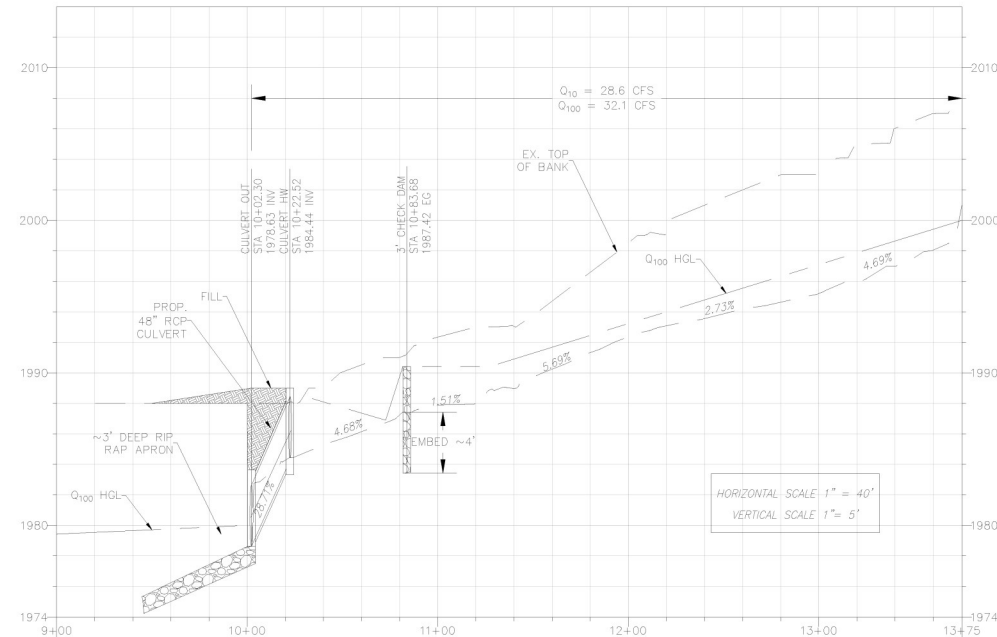 2010
2010
Q10 = 28.6 CFS
Q100 = 32.1 CFS
EX. TOP
OF BANK
CULVERT OUT
STA 10+02.30
1978.63 INV
CULVERT HW
STA 10+22.52
1984.44 INV
3' CHECK DAM
STA 10+83.68
1987.42 EG
2000
2000
Q100 HGL
4.69%
2.73%
FILL
PROP.
48" RCP
CULVERT
5.69%
1990
1990
1.51%
4.68%
EMBED ~4'
~3' DEEP RIP
RAP APRON
28.71%
Q100 HGL
HORIZONTAL SCALE 1" = 40'
VERTICAL SCALE 1"= 5'
1980
1980
1974
1974
9+00
10+00
11+00
12+00
13+00
13+75